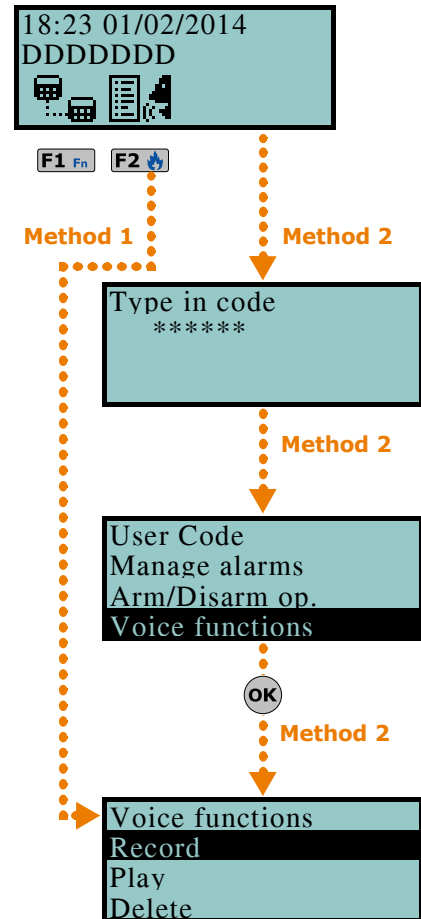 18:23 01/02/2014
DDDDDDD
F1 Fn F2
Method 1 Method 2
Type in code
******
Method 2
User Code
Manage alarms
Arm/Disarm op.
Voice functions
OK
Method 2
Voice functions
Record
Play
Delete